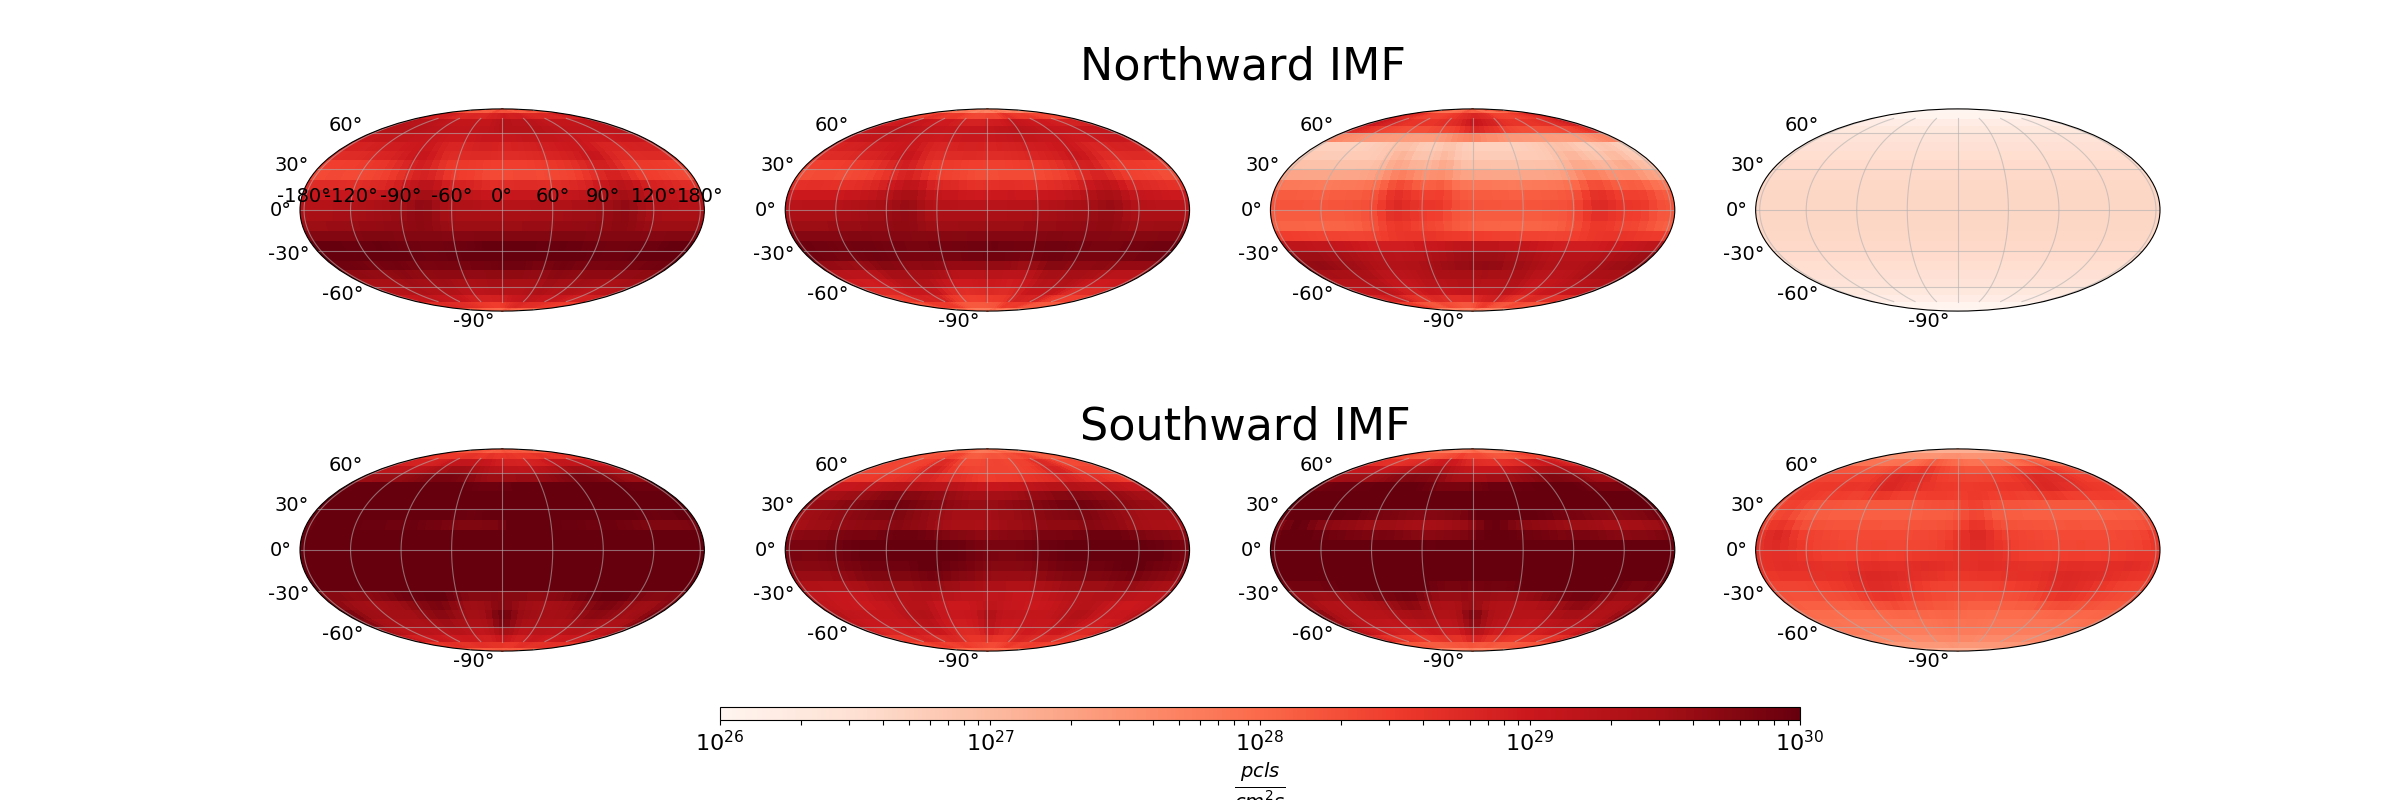 Northward IMF
60° 60° 60° 60°
30° 30° 30° 30°
-180° -120° -90° -60° 0° 60° 90° 120° 180°
0° 0° 0° 0°
-30° -30° -30° -30°
-60° -60° -60° -60°
-90° -90° -90° -90°
Southward IMF
60° 60° 60° 60°
30° 30° 30° 30°
0° 0° 0° 0°
-30° -30° -30° -30°
-60° -60° -60° -60°
-90° -90° -90° -90°
10^26 10^27 10^28 10^29 10^30
pcls
cm²s